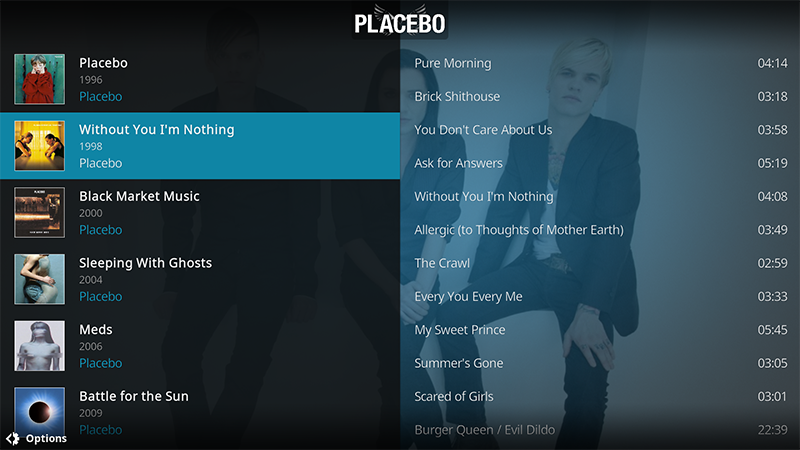 PLACEBO
Placebo
1996
Placebo
Without You I'm Nothing
1998
Placebo
Black Market Music
2000
Placebo
Sleeping With Ghosts
2004
Placebo
Meds
2006
Placebo
Battle for the Sun
2009
Placebo
Options
Pure Morning 04:14
Brick Shithouse 03:18
You Don't Care About Us 03:58
Ask for Answers 05:19
Without You I'm Nothing 04:08
Allergic (to Thoughts of Mother Earth) 03:49
The Crawl 02:59
Every You Every Me 03:33
My Sweet Prince 05:45
Summer's Gone 03:05
Scared of Girls 03:01
Burger Queen / Evil Dildo 22:39